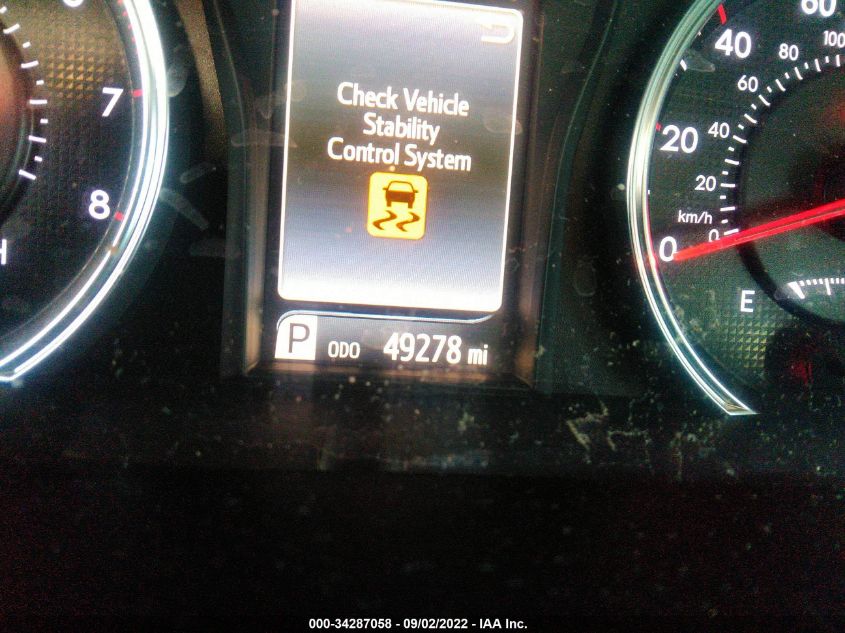 Check Vehicle
Stability
Control System
P ODO 49278 mi
7
8
H
60
40
20
0
100
80
60
40
20
km/h
0
E
000-34287058 - 09/02/2022 - IAA Inc.